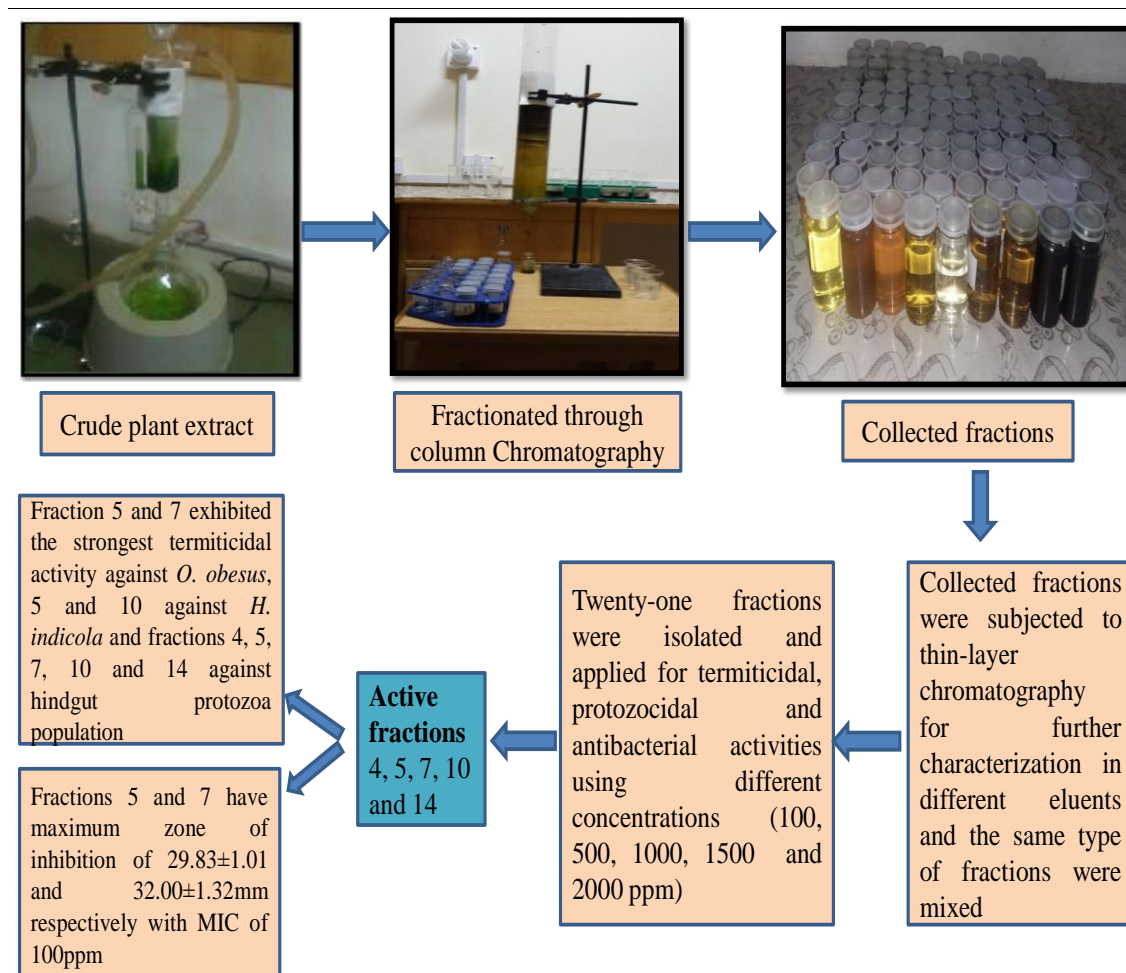 Crude plant extract
Fractionated through
column Chromatography
Collected fractions
Collected fractions
were subjected to
thin-layer
chromatography
for further
characterization in
different eluents
and the same type
of fractions were
mixed
Twenty-one fractions
were isolated and
applied for termiticidal,
protozocidal and
antibacterial activities
using different
concentrations (100,
500, 1000, 1500 and
2000 ppm)
Active
fractions
4, 5, 7, 10
and 14
Fraction 5 and 7 exhibited
the strongest termiticidal
activity against O. obesus,
5 and 10 against H.
indicola and fractions 4, 5,
7, 10 and 14 against
hindgut protozoa
population
Fractions 5 and 7 have
maximum zone of
inhibition of 29.83±1.01
and 32.00±1.32mm
respectively with MIC of
100ppm